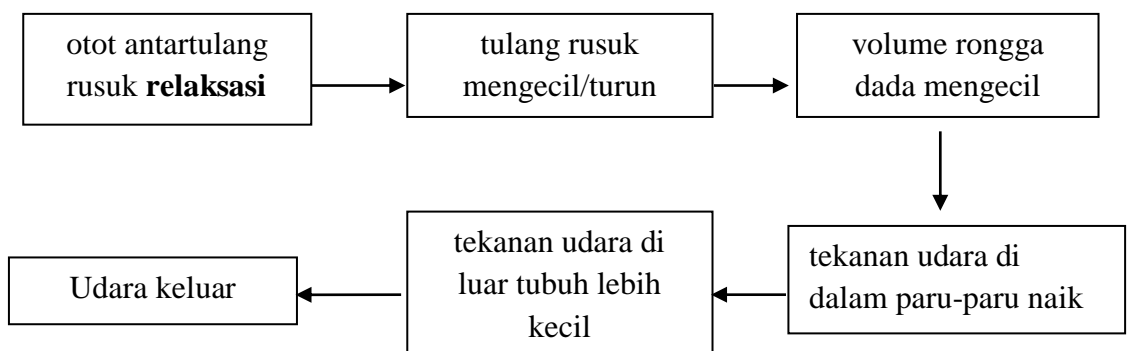 otot antartulang
rusuk relaksasi
tulang rusuk
mengecil/turun
volume rongga
dada mengecil
tekanan udara di
dalam paru-paru naik
tekanan udara di
luar tubuh lebih
kecil
Udara keluar